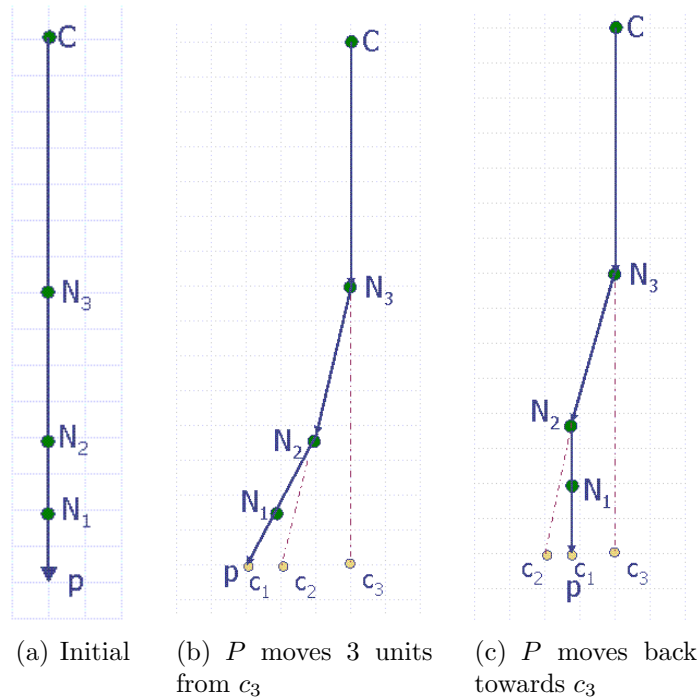 C
N₃
N₂
N₁
p
C
N₃
N₂
N₁
p c₁ c₂ c₃
C
N₃
N₂
N₁
c₂ c₁ c₃
p
(a) Initial
(b) P moves 3 units
from c₃
(c) P moves back
towards c₃